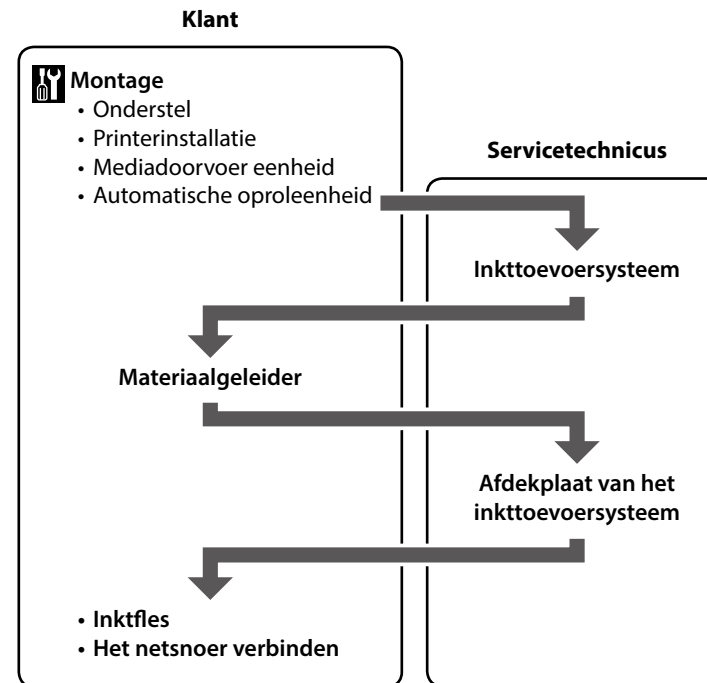 Klant
Montage
• Onderstel
• Printerinstallatie
• Mediadoorvoer eenheid
• Automatische oproleenheid
Servicetechnicus
Inkttoevoersysteem
Materiaalgeleider
Afdekplaat van het
inkttoevoersysteem
• Inktfles
• Het netsnoer verbinden